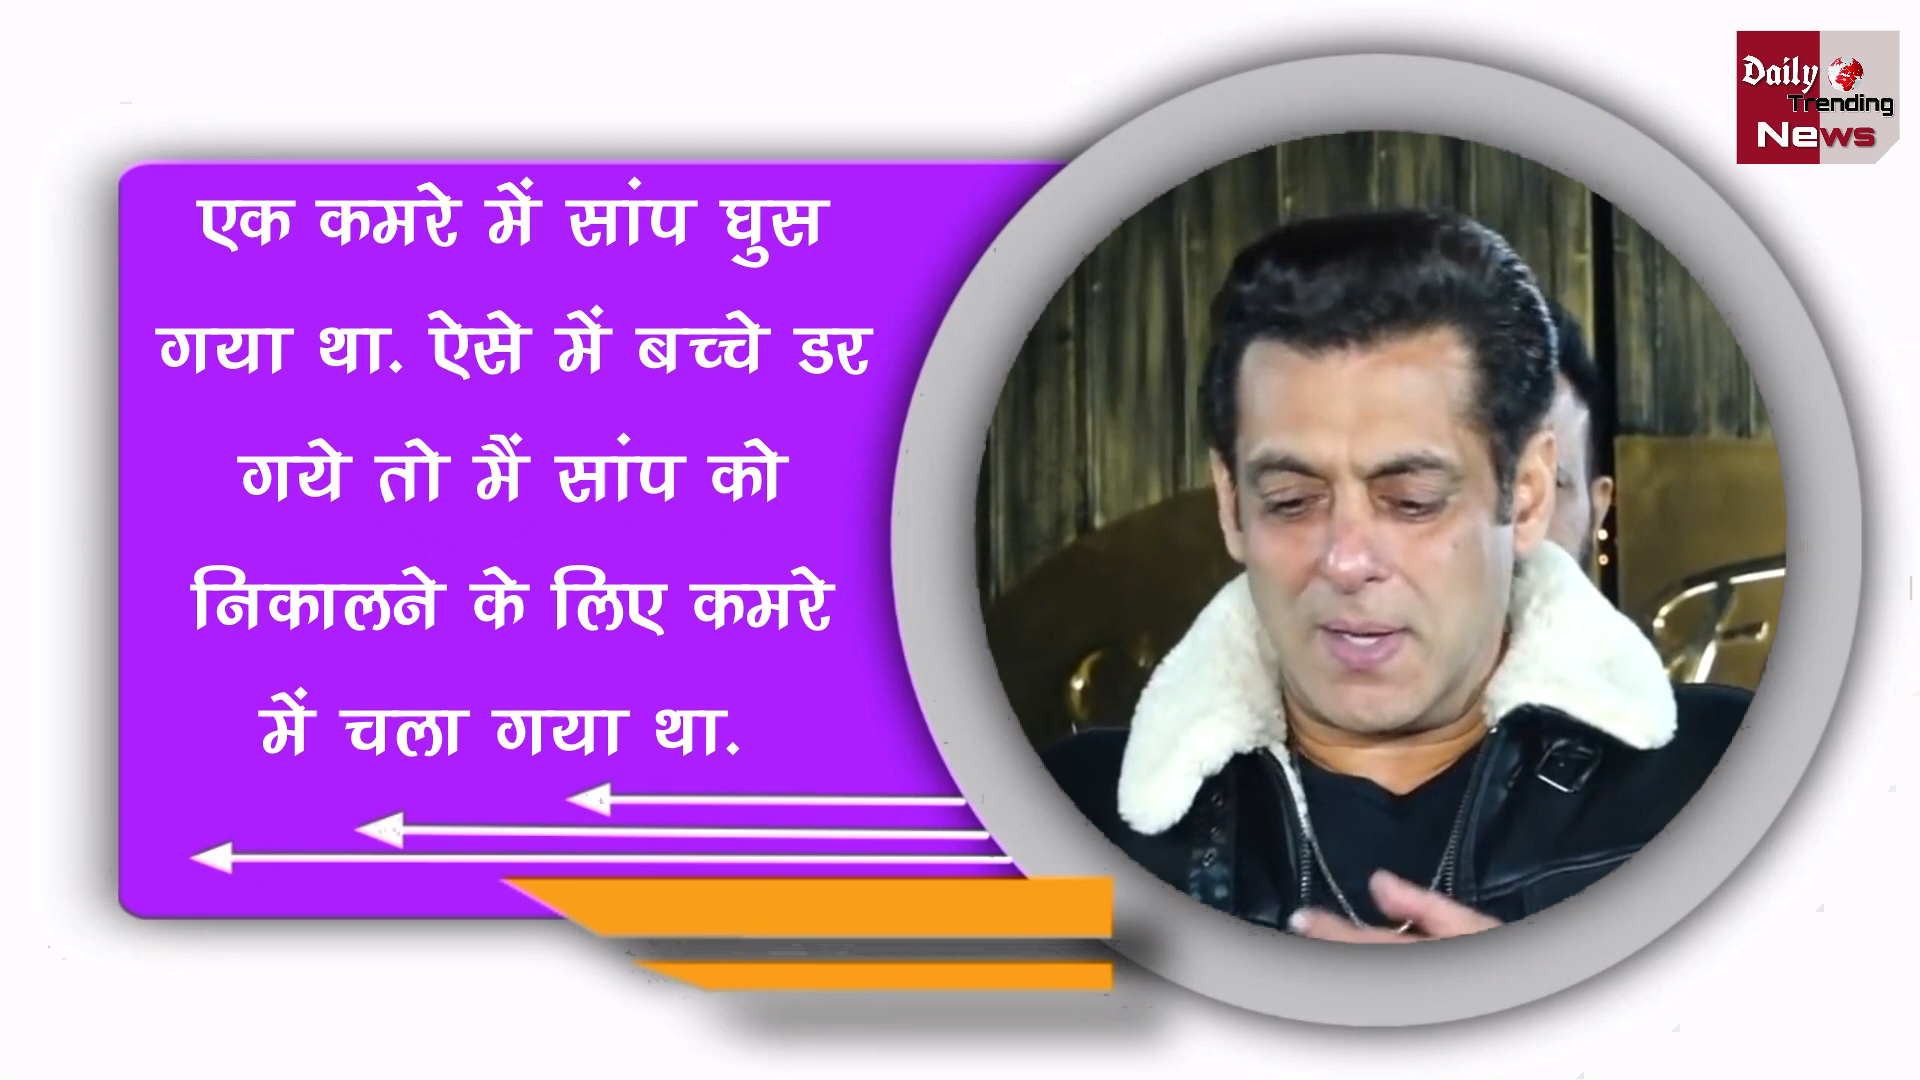 Daily
Trending
News
एक कमरे में सांप घुस
गया था. ऐसे में बच्चे डर
गये तो मैं सांप को
निकालने के लिए कमरे
में चला गया था.